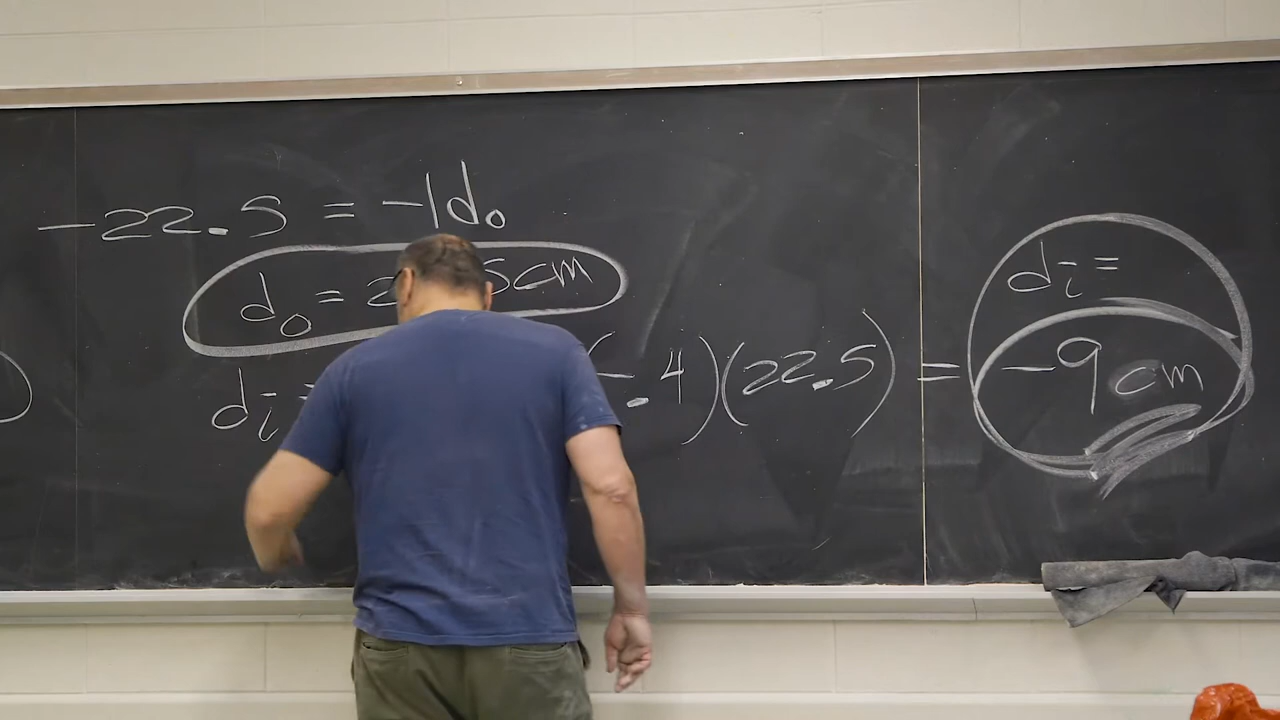 -22.5 = -1d₀
d₀ = 2 5cm
dᵢ= (-.4)(22.5) = dᵢ= -9cm